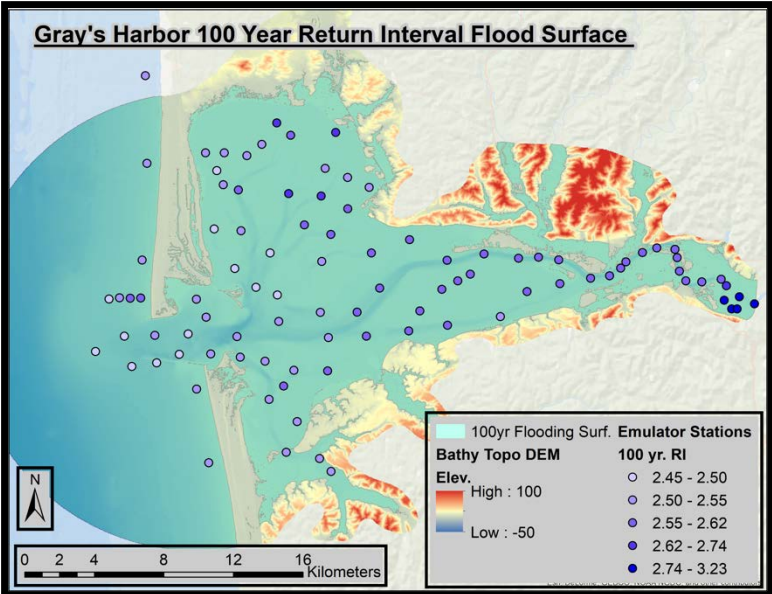 Gray's Harbor 100 Year Return Interval Flood Surface
N
0 2 4 8 12 16
Kilometers
100yr Flooding Surf. Emulator Stations
Bathy Topo DEM 100 yr. RI
Elev.
High : 100
Low : -50
2.45 - 2.50
2.50 - 2.55
2.55 - 2.62
2.62 - 2.74
2.74 - 3.23